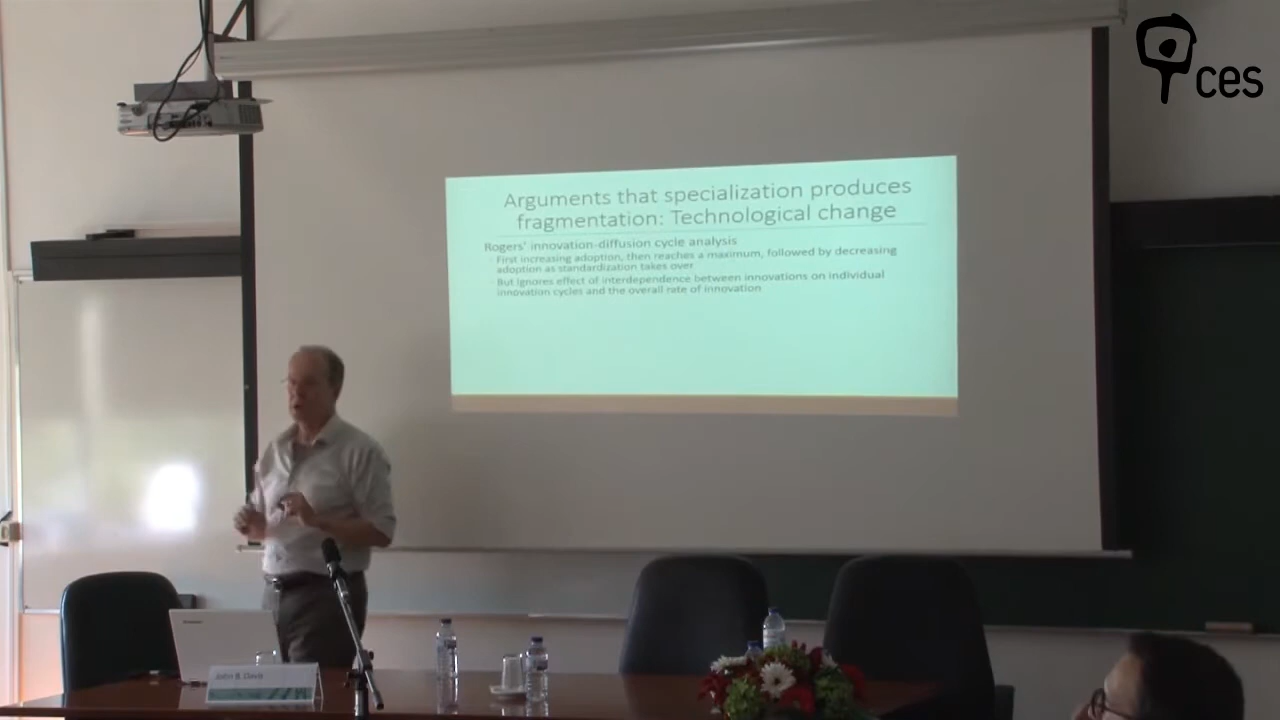 ces
Arguments that specialization produces
fragmentation: Technological change
Rogers' innovation-diffusion cycle analysis
First increasing adoption, then reaches a maximum, followed by decreasing
adoption as standardization takes over
But ignores effect of interdependence between innovations on individual
innovation cycles and the overall rate of innovation
John B. Davis